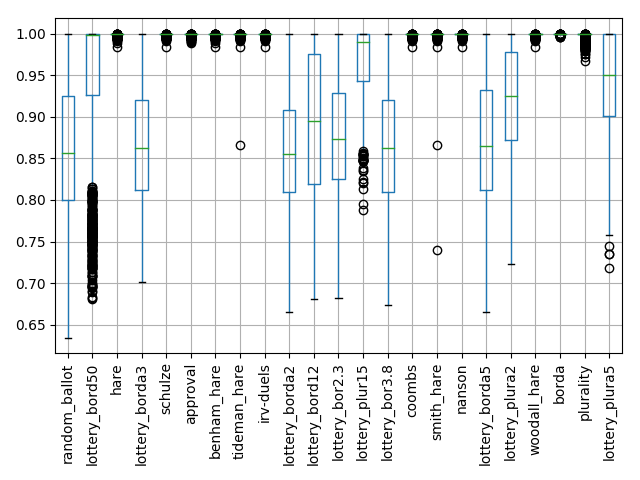 1.00
0.95
0.90
0.85
0.80
0.75
0.70
0.65
random_ballot
lottery_bord50
hare
lottery_borda3
schulze
approval
benham_hare
tideman_hare
irv-duels
lottery_borda2
lottery_bord12
lottery_bor2.3
lottery_plur15
lottery_bor3.8
coombs
smith_hare
nanson
lottery_borda5
lottery_plura2
woodall_hare
borda
plurality
lottery_plura5